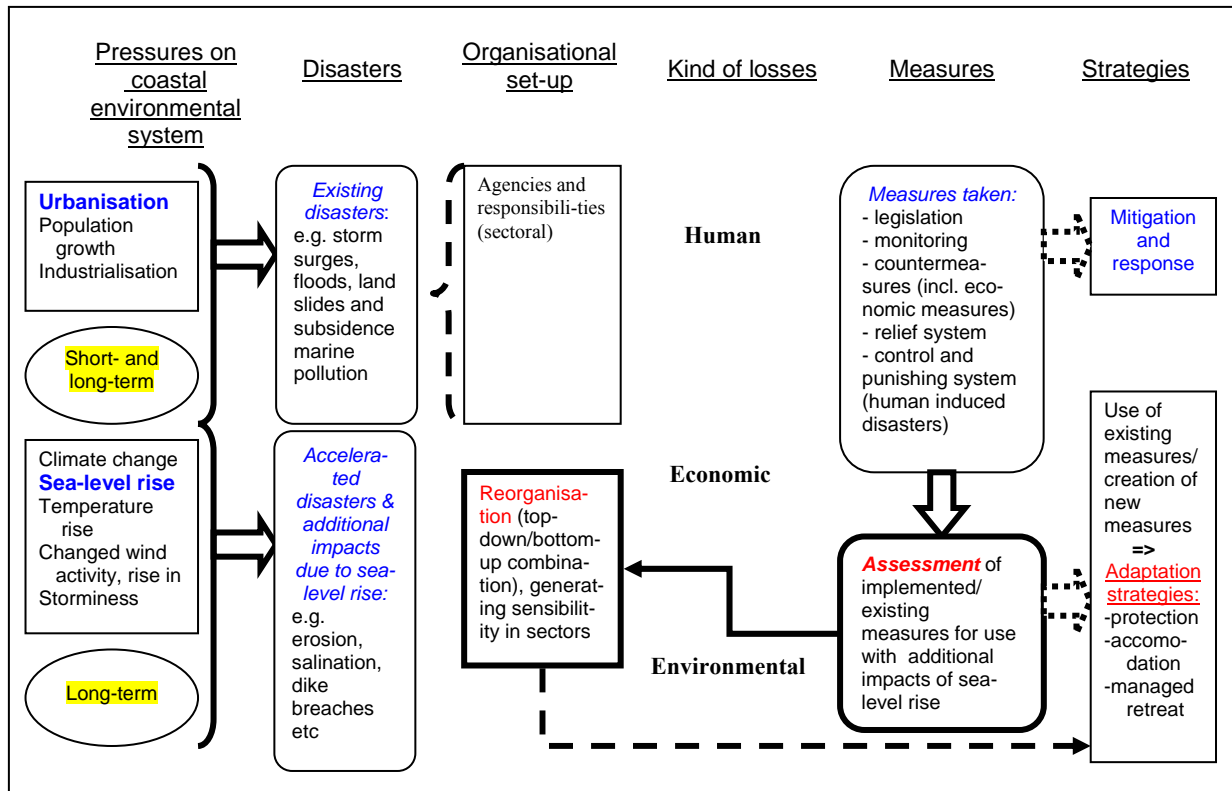 Pressures on
coastal
environmental
system
Disasters
Organisational
set-up
Kind of losses
Measures
Strategies
Urbanisation
Population
growth
Industrialisation
Short- and
long-term
Climate change
Sea-level rise
Temperature
rise
Changed wind
activity, rise in
Storminess
Long-term
Existing
disasters:
e.g. storm
surges,
floods, land
slides and
subsidence
marine
pollution
Accelera-
ted
disasters &
additional
impacts
due to sea-
level rise:
e.g.
erosion,
salination,
dike
breaches
etc
Agencies and
responsibili-ties
(sectoral)
Reorganisa-
tion (top-
down/bottom-
up combina-
tion), generat-
ing sensibilit-
ity in sectors
Human
Economic
Environmental
Measures taken:
- legislation
- monitoring
- countermea-
sures (incl. eco-
nomic measures)
- relief system
- control and
punishing system
(human induced
disasters)
Assessment of
implemented/
existing
measures for use
with additional
impacts of sea-
level rise
Mitigation
and
response
Use of
existing
measures/
creation of
new
measures
=>
Adaptation
strategies:
-protection
-accomo-
dation
-managed
retreat